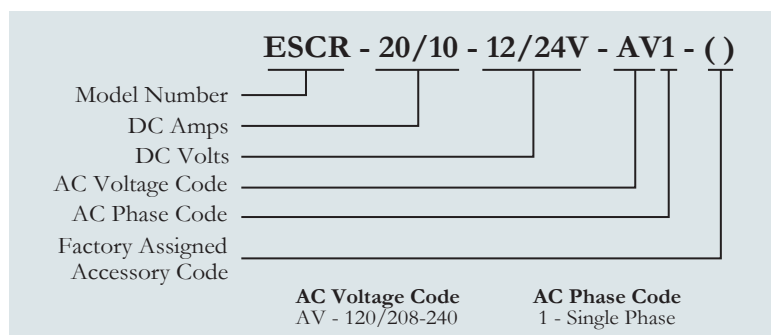 ESCR - 20/10 - 12/24V - AV1 - ( )
Model Number
DC Amps
DC Volts
AC Voltage Code
AC Phase Code
Factory Assigned
Accessory Code
AC Voltage Code
AV - 120/208-240
AC Phase Code
1 - Single Phase